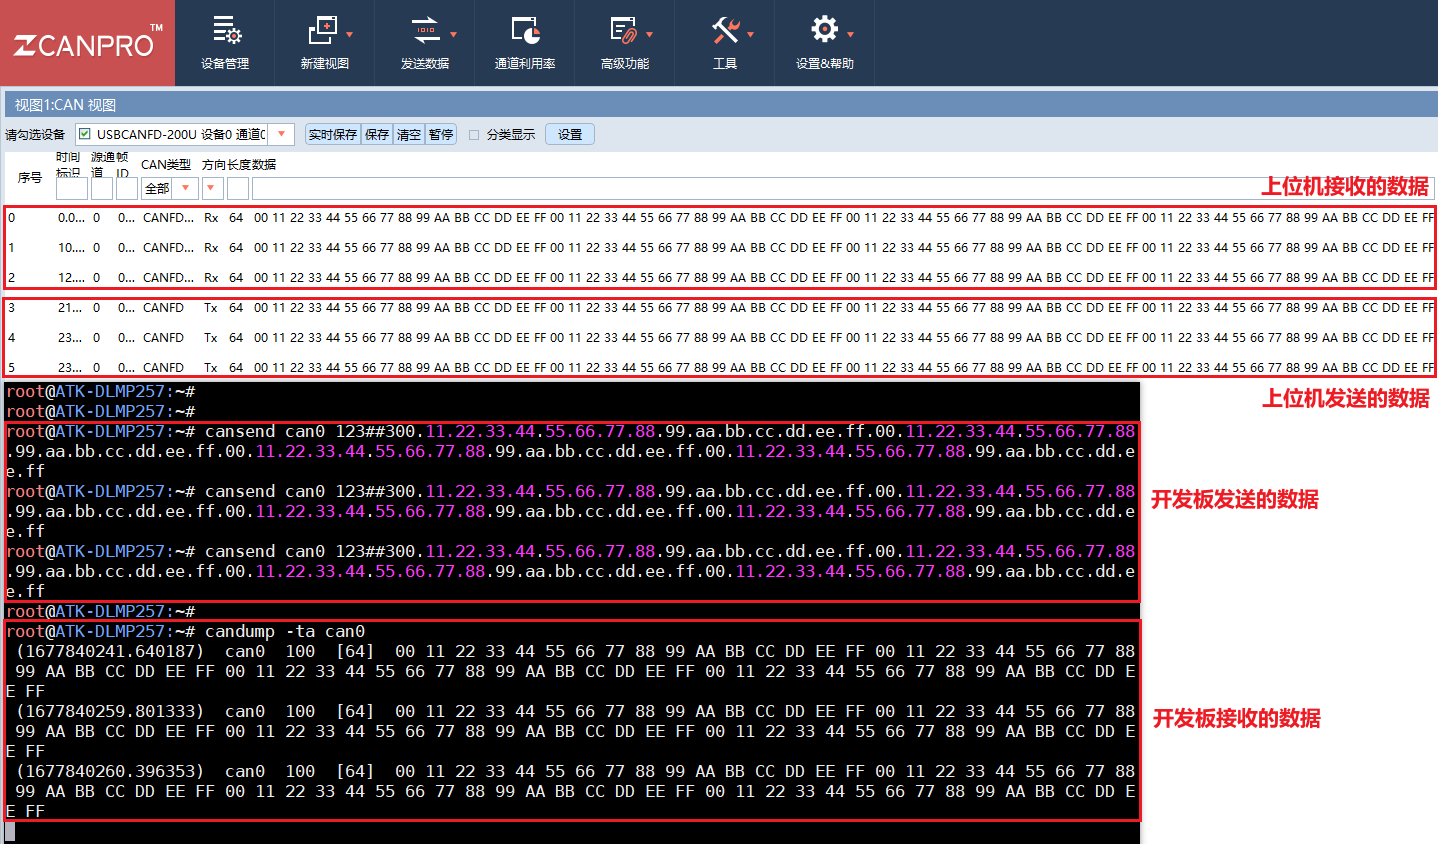 ZCANPRO™
设备管理
新建视图
发送数据
通道利用率
高级功能
工具
设置&帮助
视图1:CAN 视图
请勾选设备 USBCANFD-200U 设备0 通道0 实时保存 保存 清空 暂停 分类显示 设置
序号 时间标识 源通道 帧ID CAN类型 方向 长度 数据
全部
上位机接收的数据
0 0.0... 0 0... CANFD... Rx 64 00 11 22 33 44 55 66 77 88 99 AA BB CC DD EE FF 00 11 22 33 44 55 66 77 88 99 AA BB CC DD EE FF 00 11 22 33 44 55 66 77 88 99 AA BB CC DD EE FF 00 11 22 33 44 55 66 77 88 99 AA BB CC DD EE FF
1 10.... 0 0... CANFD... Rx 64 00 11 22 33 44 55 66 77 88 99 AA BB CC DD EE FF 00 11 22 33 44 55 66 77 88 99 AA BB CC DD EE FF 00 11 22 33 44 55 66 77 88 99 AA BB CC DD EE FF 00 11 22 33 44 55 66 77 88 99 AA BB CC DD EE FF
2 12.... 0 0... CANFD... Rx 64 00 11 22 33 44 55 66 77 88 99 AA BB CC DD EE FF 00 11 22 33 44 55 66 77 88 99 AA BB CC DD EE FF 00 11 22 33 44 55 66 77 88 99 AA BB CC DD EE FF 00 11 22 33 44 55 66 77 88 99 AA BB CC DD EE FF
3 21... 0 0... CANFD Tx 64 00 11 22 33 44 55 66 77 88 99 AA BB CC DD EE FF 00 11 22 33 44 55 66 77 88 99 AA BB CC DD EE FF 00 11 22 33 44 55 66 77 88 99 AA BB CC DD EE FF 00 11 22 33 44 55 66 77 88 99 AA BB CC DD EE FF
4 23... 0 0... CANFD Tx 64 00 11 22 33 44 55 66 77 88 99 AA BB CC DD EE FF 00 11 22 33 44 55 66 77 88 99 AA BB CC DD EE FF 00 11 22 33 44 55 66 77 88 99 AA BB CC DD EE FF 00 11 22 33 44 55 66 77 88 99 AA BB CC DD EE FF
5 23... 0 0... CANFD Tx 64 00 11 22 33 44 55 66 77 88 99 AA BB CC DD EE FF 00 11 22 33 44 55 66 77 88 99 AA BB CC DD EE FF 00 11 22 33 44 55 66 77 88 99 AA BB CC DD EE FF 00 11 22 33 44 55 66 77 88 99 AA BB CC DD EE FF
上位机发送的数据
root@ATK-DLMP257:~#
root@ATK-DLMP257:~#
root@ATK-DLMP257:~# cansend can0 123##300.11.22.33.44.55.66.77.88.99.aa.bb.cc.dd.ee.ff.00.11.22.33.44.55.66.77.88
.99.aa.bb.cc.dd.ee.ff.00.11.22.33.44.55.66.77.88.99.aa.bb.cc.dd.ee.ff.00.11.22.33.44.55.66.77.88.99.aa.bb.cc.dd.e
e.ff
root@ATK-DLMP257:~# cansend can0 123##300.11.22.33.44.55.66.77.88.99.aa.bb.cc.dd.ee.ff.00.11.22.33.44.55.66.77.88
.99.aa.bb.cc.dd.ee.ff.00.11.22.33.44.55.66.77.88.99.aa.bb.cc.dd.ee.ff.00.11.22.33.44.55.66.77.88.99.aa.bb.cc.dd.e
e.ff
root@ATK-DLMP257:~# cansend can0 123##300.11.22.33.44.55.66.77.88.99.aa.bb.cc.dd.ee.ff.00.11.22.33.44.55.66.77.88
.99.aa.bb.cc.dd.ee.ff.00.11.22.33.44.55.66.77.88.99.aa.bb.cc.dd.ee.ff.00.11.22.33.44.55.66.77.88.99.aa.bb.cc.dd.e
e.ff
开发板发送的数据
root@ATK-DLMP257:~#
root@ATK-DLMP257:~# candump -ta can0
(1677840241.640187) can0 100 [64] 00 11 22 33 44 55 66 77 88 99 AA BB CC DD EE FF 00 11 22 33 44 55 66 77 88
99 AA BB CC DD EE FF 00 11 22 33 44 55 66 77 88 99 AA BB CC DD EE FF 00 11 22 33 44 55 66 77 88 99 AA BB CC DD E
E FF
(1677840259.801333) can0 100 [64] 00 11 22 33 44 55 66 77 88 99 AA BB CC DD EE FF 00 11 22 33 44 55 66 77 88
99 AA BB CC DD EE FF 00 11 22 33 44 55 66 77 88 99 AA BB CC DD EE FF 00 11 22 33 44 55 66 77 88 99 AA BB CC DD E
E FF
(1677840260.396353) can0 100 [64] 00 11 22 33 44 55 66 77 88 99 AA BB CC DD EE FF 00 11 22 33 44 55 66 77 88
99 AA BB CC DD EE FF 00 11 22 33 44 55 66 77 88 99 AA BB CC DD EE FF 00 11 22 33 44 55 66 77 88 99 AA BB CC DD E
E FF
开发板接收的数据